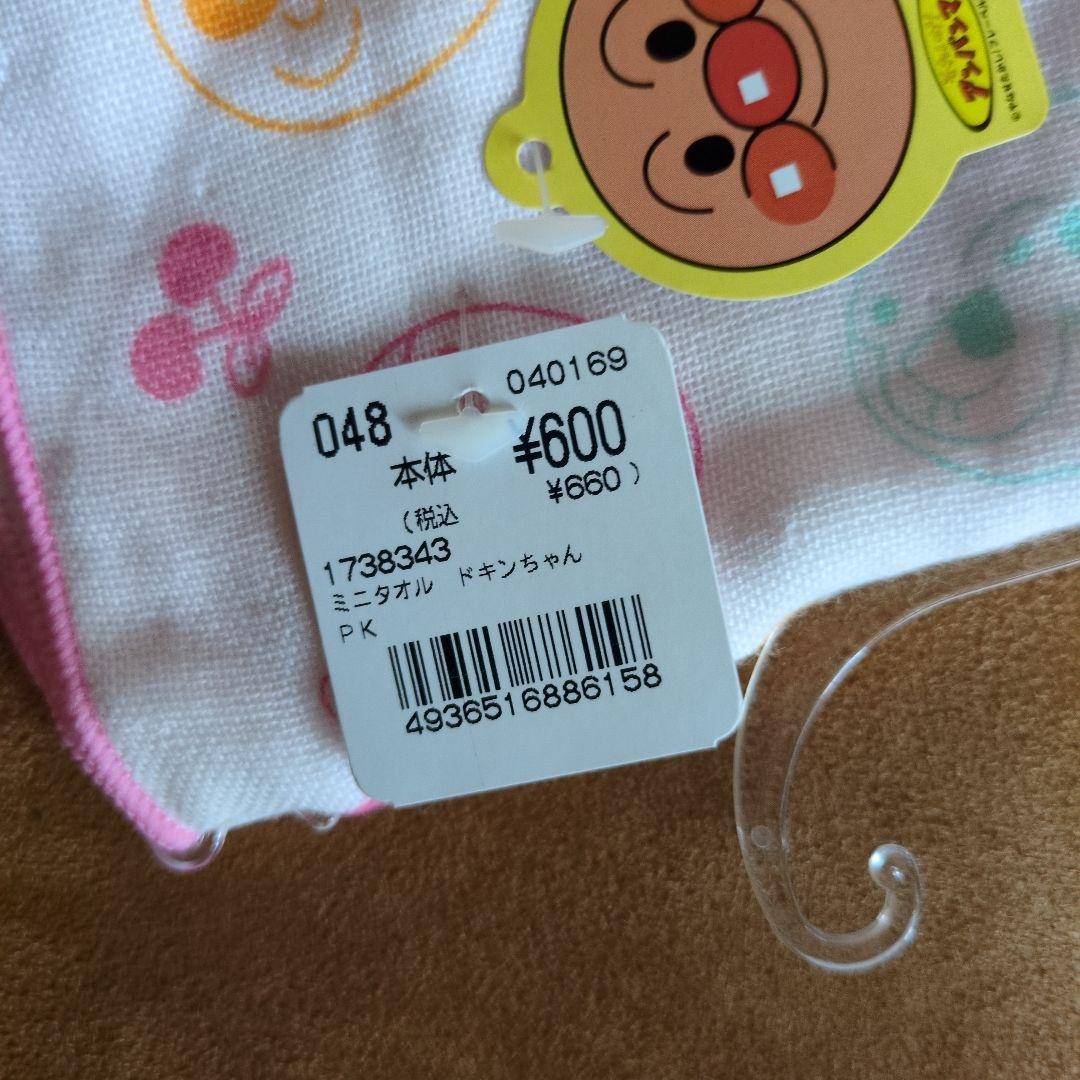 048
040169
本体 ¥600
(税込 ¥660)
1738343
ミニタオル ドキンちゃん
PK
4936516886158